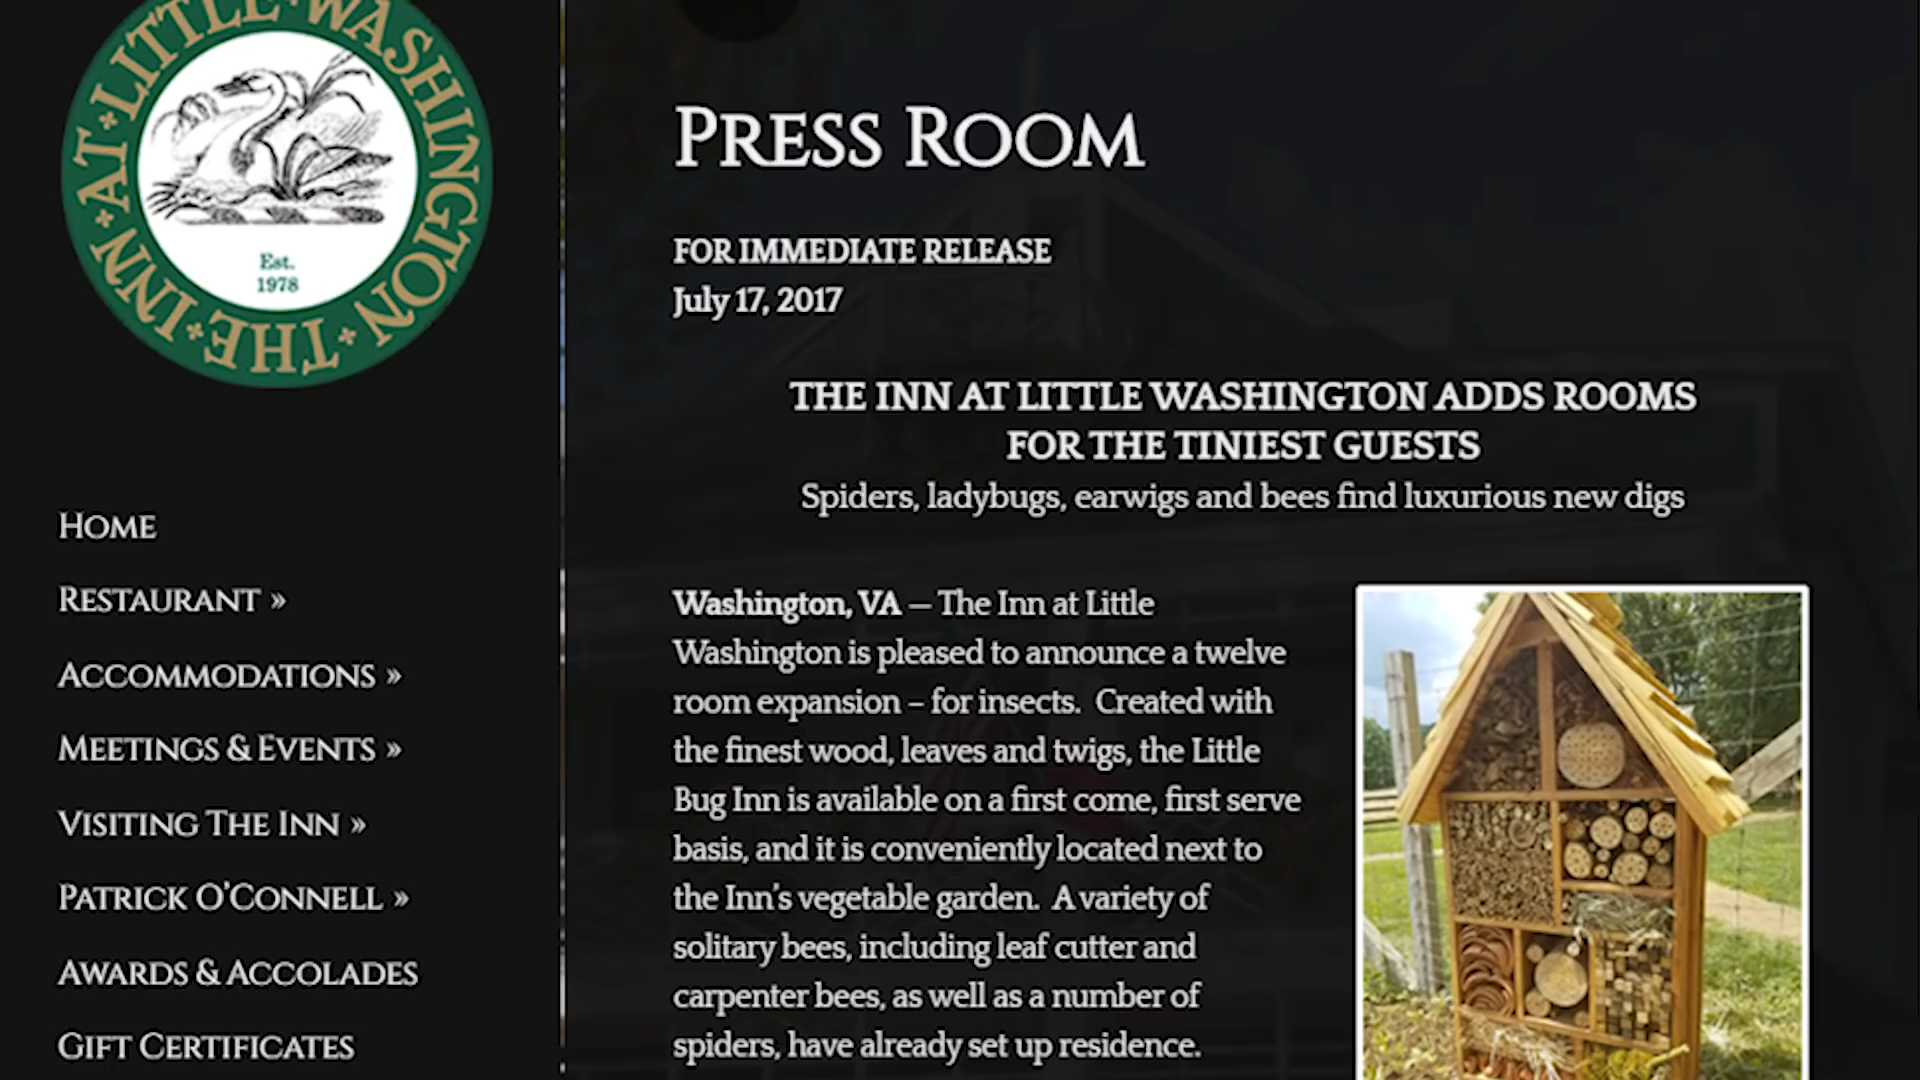 THE · INN · AT · LITTLE · WASHINGTON
Est.
1978
HOME
RESTAURANT »
ACCOMMODATIONS »
MEETINGS & EVENTS »
VISITING THE INN »
PATRICK O'CONNELL »
AWARDS & ACCOLADES
GIFT CERTIFICATES
PRESS ROOM
FOR IMMEDIATE RELEASE
July 17, 2017
THE INN AT LITTLE WASHINGTON ADDS ROOMS
FOR THE TINIEST GUESTS
Spiders, ladybugs, earwigs and bees find luxurious new digs
Washington, VA – The Inn at Little
Washington is pleased to announce a twelve
room expansion – for insects.  Created with
the finest wood, leaves and twigs, the Little
Bug Inn is available on a first come, first serve
basis, and it is conveniently located next to
the Inn's vegetable garden.  A variety of
solitary bees, including leaf cutter and
carpenter bees, as well as a number of
spiders, have already set up residence.